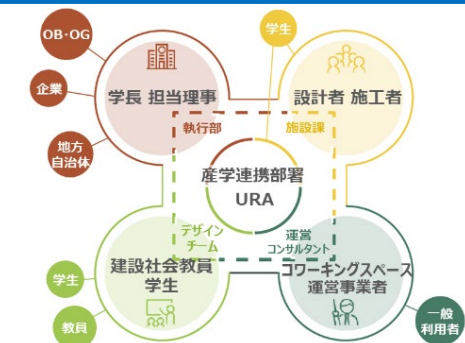 OB・OG
企業
地方
自治体
学長 担当理事
執行部
学生
設計者 施工者
施設課
産学連携部署
URA
デザイン
チーム
建設社会教員
学生
学生
教員
運営
コンサルタント
コワーキングスペース
運営事業者
一般
利用者